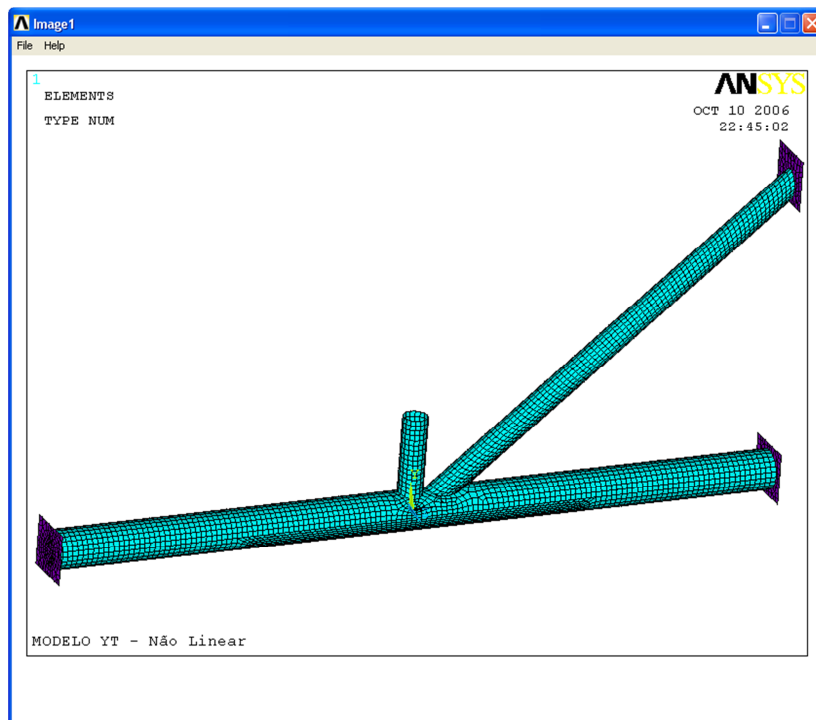 Image1
File Help
1
ELEMENTS
TYPE NUM
ANSYS
OCT 10 2006
22:45:02
MODELO YT - Não Linear